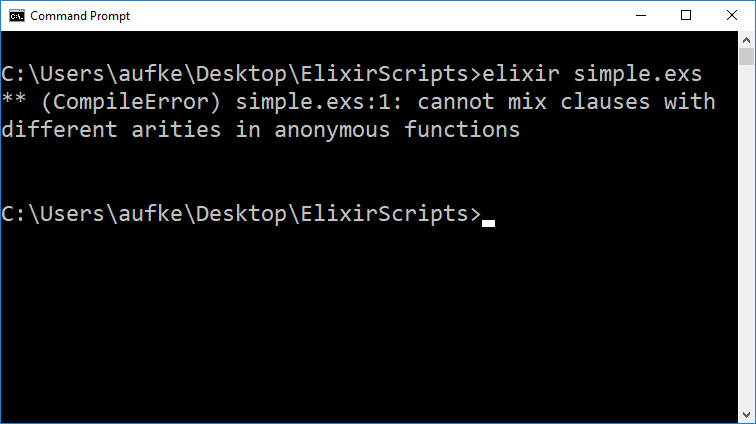 Command Prompt
C:\Users\aufke\Desktop\ElixirScripts>elixir simple.exs
** (CompileError) simple.exs:1: cannot mix clauses with
different arities in anonymous functions
C:\Users\aufke\Desktop\ElixirScripts>